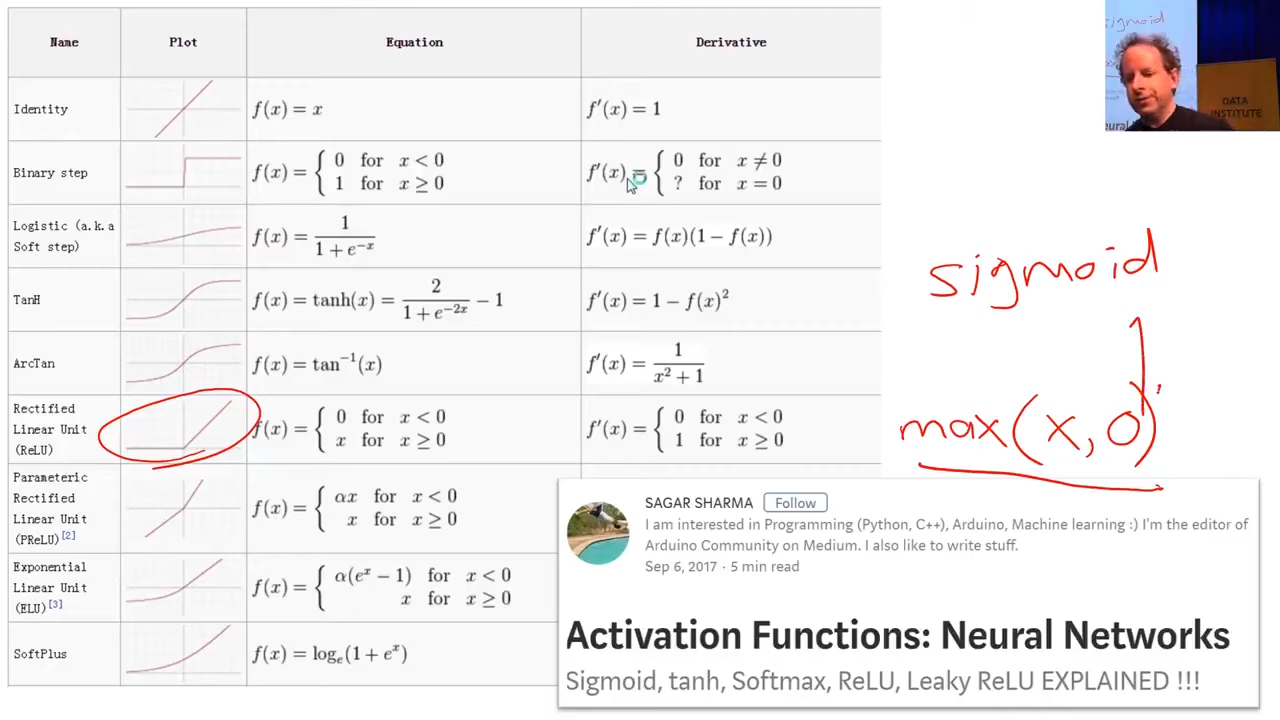 Name Plot Equation Derivative
Identity f(x) = x f′(x) = 1
Binary step f(x) = { 0 for x < 0 f′(x) = { 0 for x ≠ 0
1 for x ≥ 0 ? for x = 0
Logistic (a.k.a
Soft step) f(x) = 1 / (1 + e^−x) f′(x) = f(x)(1 − f(x))
TanH f(x) = tanh(x) = 2 / (1 + e^−2x) − 1 f′(x) = 1 − f(x)²
ArcTan f(x) = tan⁻¹(x) f′(x) = 1 / (x² + 1)
Rectified
Linear Unit
(ReLU) f(x) = { 0 for x < 0 f′(x) = { 0 for x < 0
x for x ≥ 0 1 for x ≥ 0
Parameteric
Rectified
Linear Unit
(PReLU)[2] f(x) = { αx for x < 0
x for x ≥ 0
Exponential
Linear Unit
(ELU)[3] f(x) = { α(e^x − 1) for x < 0
x for x ≥ 0
SoftPlus f(x) = logₑ(1 + e^x)
sigmoid
DATA
INSTITUTE
sigmoid
max(x,0)
SAGAR SHARMA Follow
I am interested in Programming (Python, C++), Arduino, Machine learning :) I'm the editor of
Arduino Community on Medium. I also like to write stuff.
Sep 6, 2017 · 5 min read
Activation Functions: Neural Networks
Sigmoid, tanh, Softmax, ReLU, Leaky ReLU EXPLAINED !!!